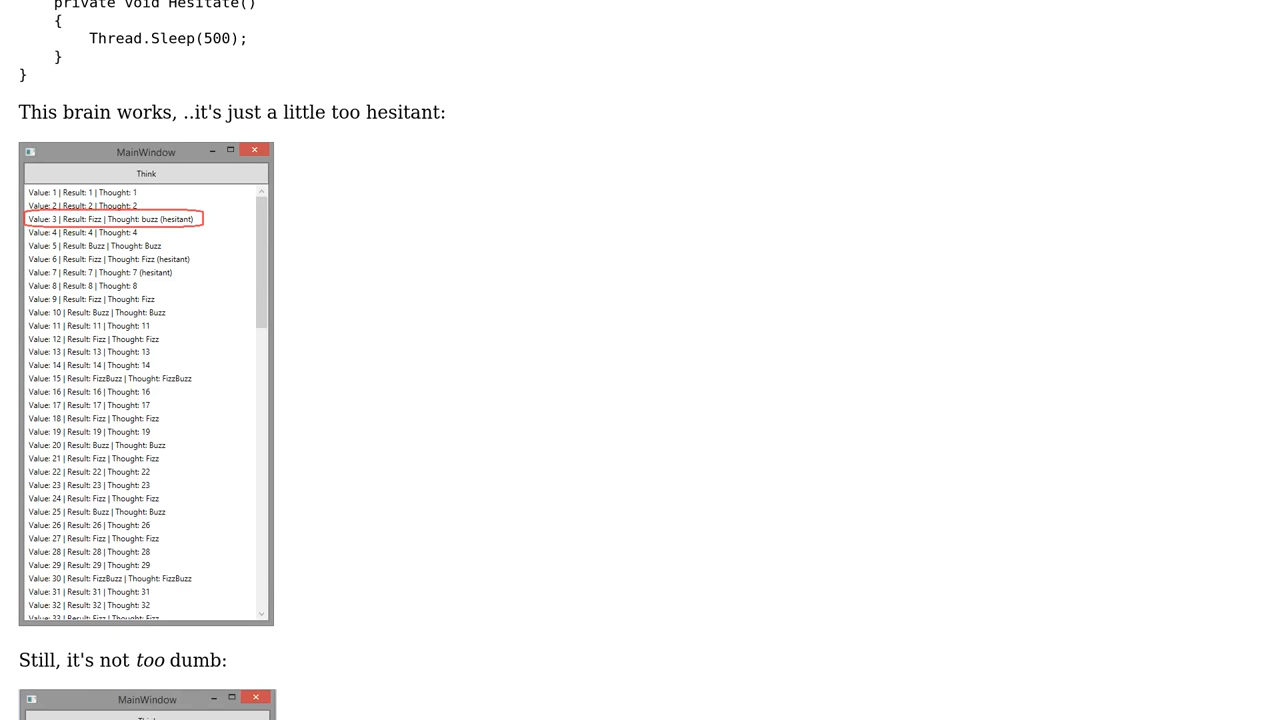 private void Hesitate()
{
Thread.Sleep(500);
}
}
This brain works, ..it's just a little too hesitant:
MainWindow
Think
Value: 1 | Result: 1 | Thought: 1
Value: 2 | Result: 2 | Thought: 2
Value: 3 | Result: Fizz | Thought: buzz (hesitant)
Value: 4 | Result: 4 | Thought: 4
Value: 5 | Result: Buzz | Thought: Buzz
Value: 6 | Result: Fizz | Thought: Fizz (hesitant)
Value: 7 | Result: 7 | Thought: 7 (hesitant)
Value: 8 | Result: 8 | Thought: 8
Value: 9 | Result: Fizz | Thought: Fizz
Value: 10 | Result: Buzz | Thought: Buzz
Value: 11 | Result: 11 | Thought: 11
Value: 12 | Result: Fizz | Thought: Fizz
Value: 13 | Result: 13 | Thought: 13
Value: 14 | Result: 14 | Thought: 14
Value: 15 | Result: FizzBuzz | Thought: FizzBuzz
Value: 16 | Result: 16 | Thought: 16
Value: 17 | Result: 17 | Thought: 17
Value: 18 | Result: Fizz | Thought: Fizz
Value: 19 | Result: 19 | Thought: 19
Value: 20 | Result: Buzz | Thought: Buzz
Value: 21 | Result: Fizz | Thought: Fizz
Value: 22 | Result: 22 | Thought: 22
Value: 23 | Result: 23 | Thought: 23
Value: 24 | Result: Fizz | Thought: Fizz
Value: 25 | Result: Buzz | Thought: Buzz
Value: 26 | Result: 26 | Thought: 26
Value: 27 | Result: Fizz | Thought: Fizz
Value: 28 | Result: 28 | Thought: 28
Value: 29 | Result: 29 | Thought: 29
Value: 30 | Result: FizzBuzz | Thought: FizzBuzz
Value: 31 | Result: 31 | Thought: 31
Value: 32 | Result: 32 | Thought: 32
Value: 33 | Result: Fizz | Thought: Fizz
Still, it's not too dumb:
MainWindow
Think